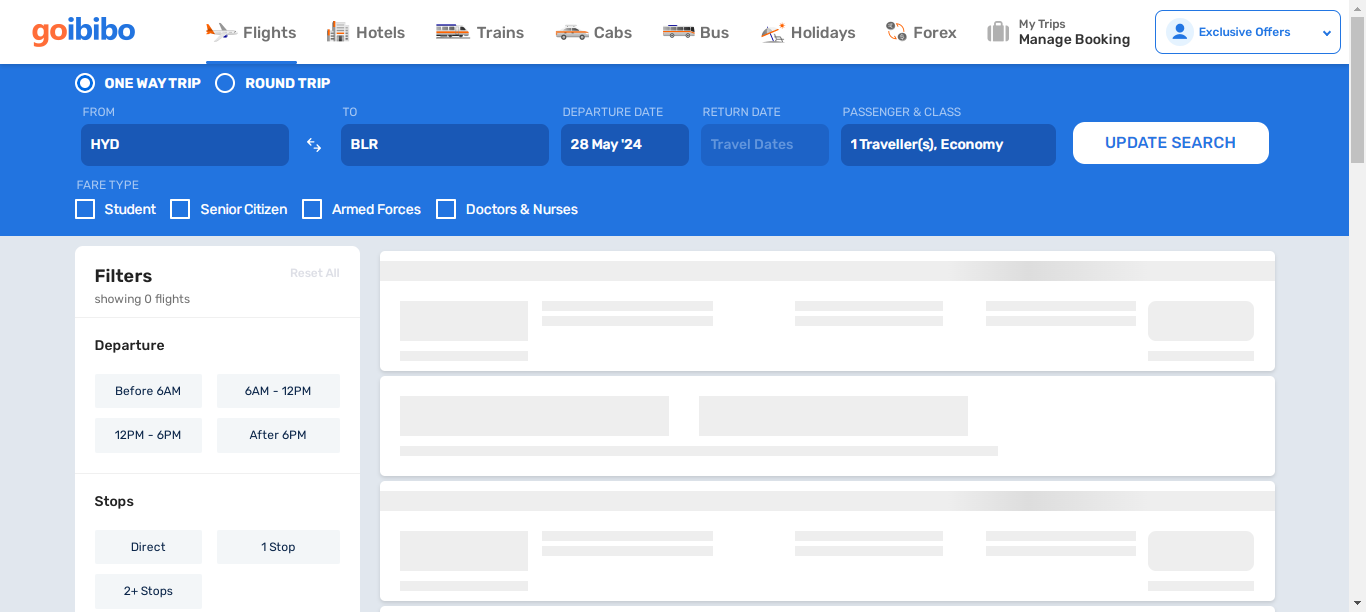 goibibo
Flights
Hotels
Trains
Cabs
Bus
Holidays
Forex
My Trips
Manage Booking
Exclusive Offers
ONE WAY TRIP
ROUND TRIP
FROM
TO
DEPARTURE DATE
RETURN DATE
PASSENGER & CLASS
HYD
BLR
28 May '24
Travel Dates
1 Traveller(s), Economy
UPDATE SEARCH
FARE TYPE
Student
Senior Citizen
Armed Forces
Doctors & Nurses
Filters
Reset All
showing 0 flights
Departure
Before 6AM
6AM - 12PM
12PM - 6PM
After 6PM
Stops
Direct
1 Stop
2+ Stops